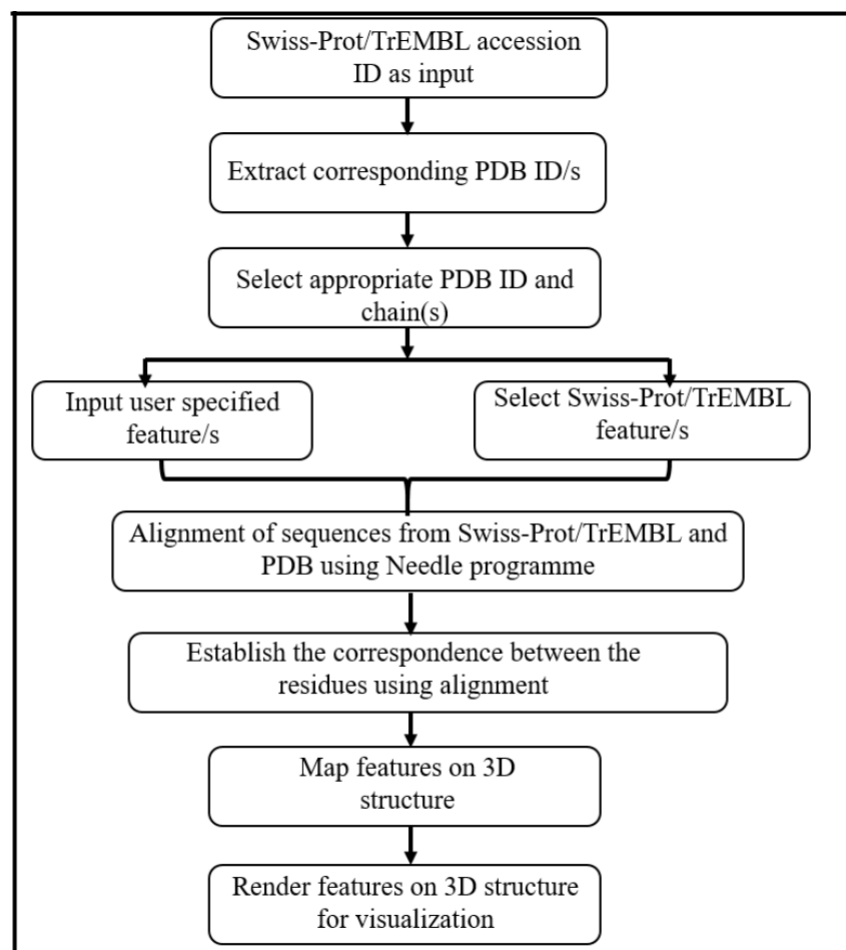 Swiss-Prot/TrEMBL accession
ID as input
Extract corresponding PDB ID/s
Select appropriate PDB ID and
chain(s)
Input user specified
feature/s
Select Swiss-Prot/TrEMBL
feature/s
Alignment of sequences from Swiss-Prot/TrEMBL and
PDB using Needle programme
Establish the correspondence between the
residues using alignment
Map features on 3D
structure
Render features on 3D structure
for visualization